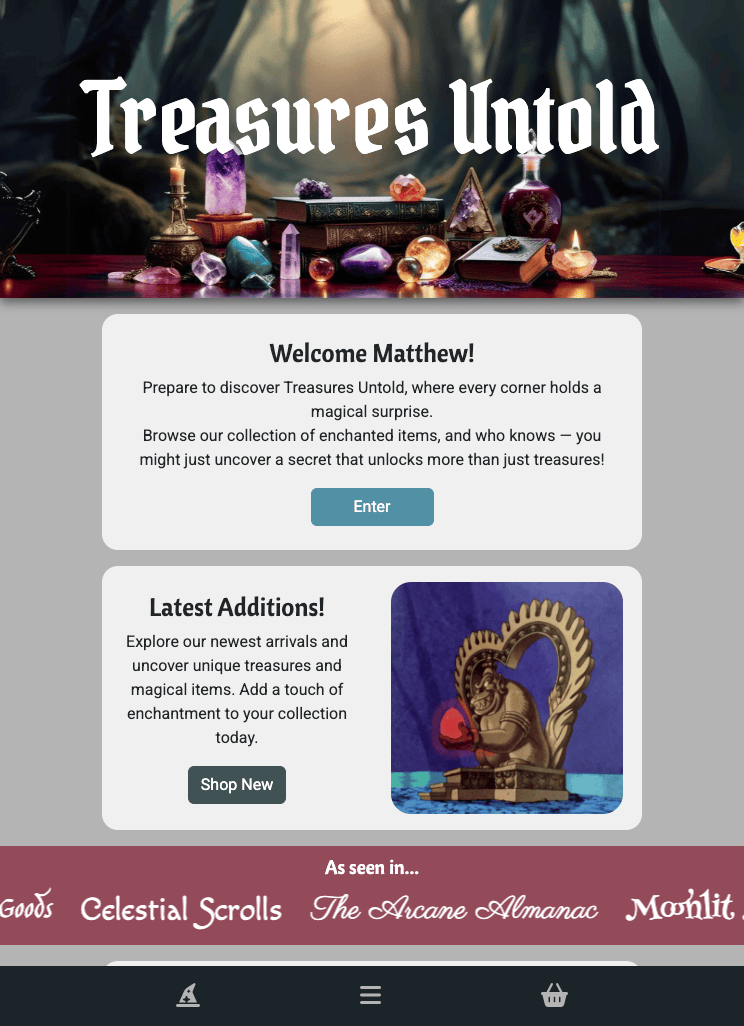 Treasures Untold
Welcome Matthew!
Prepare to discover Treasures Untold, where every corner holds a
magical surprise.
Browse our collection of enchanted items, and who knows — you
might just uncover a secret that unlocks more than just treasures!
Enter
Latest Additions!
Explore our newest arrivals and
uncover unique treasures and
magical items. Add a touch of
enchantment to your collection
today.
Shop New
As seen in...
Goods Celestial Scrolls The Arcane Almanac Moonlit